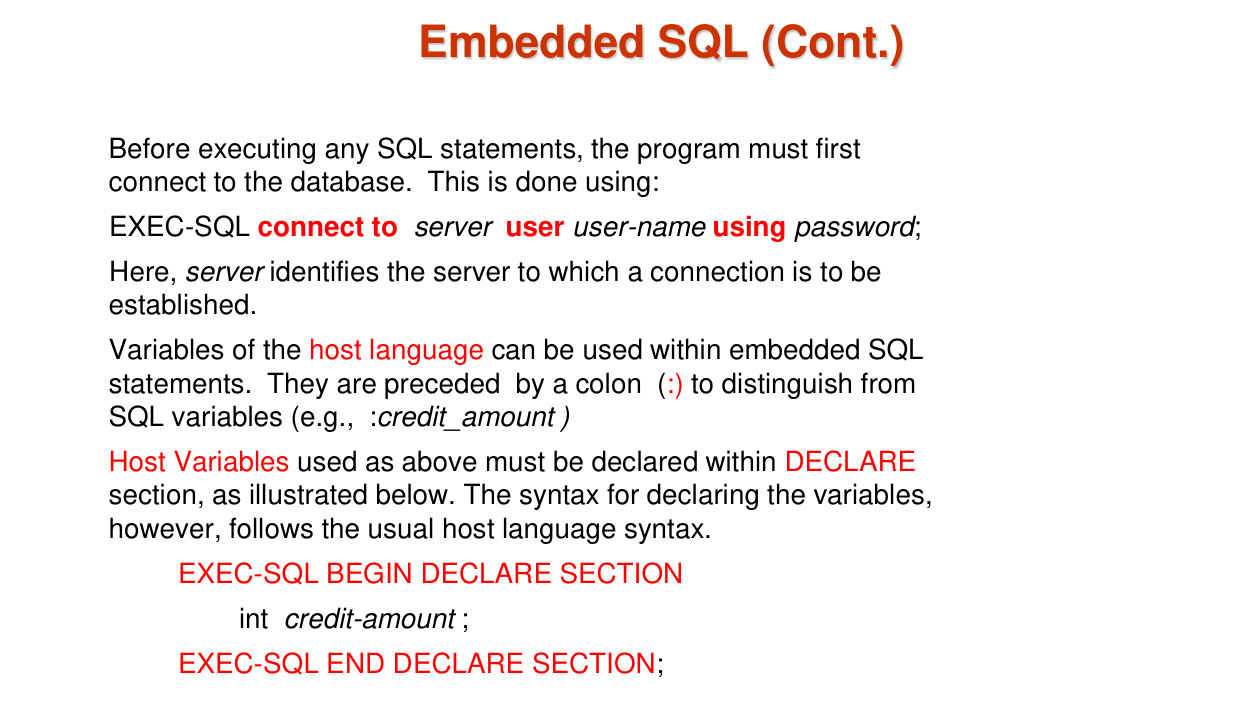 Embedded SQL (Cont.)
Before executing any SQL statements, the program must first
connect to the database.  This is done using:
EXEC-SQL connect to  server  user user-name using password;
Here, server identifies the server to which a connection is to be
established.
Variables of the host language can be used within embedded SQL
statements.  They are preceded  by a colon  (:) to distinguish from
SQL variables (e.g.,  :credit_amount )
Host Variables used as above must be declared within DECLARE
section, as illustrated below. The syntax for declaring the variables,
however, follows the usual host language syntax.
EXEC-SQL BEGIN DECLARE SECTION
int  credit-amount ;
EXEC-SQL END DECLARE SECTION;